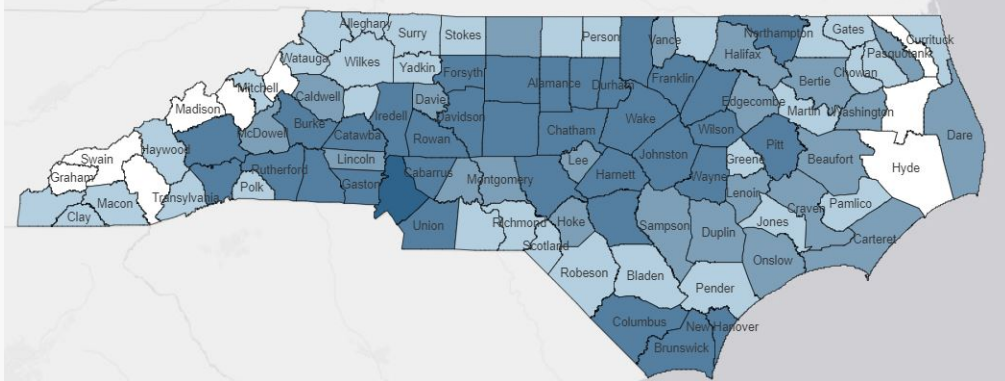 Alleghany
Surry
Stokes
Person
Vance
Northampton
Gates
Currituck
Pasquotank
Watauga
Wilkes
Yadkin
Forsyth
Alamance
Durham
Franklin
Halifax
Bertie
Chowan
Mitchell
Caldwell
Davie
Madison
Iredell
Davidson
Wake
Edgecombe
Martin
Washington
Burke
McDowell
Catawba
Rowan
Chatham
Wilson
Pitt
Dare
Haywood
Swain
Rutherford
Lincoln
Cabarrus
Lee
Johnston
Greene
Beaufort
Hyde
Graham
Polk
Gaston
Montgomery
Harnett
Wayne
Lenoir
Transylvania
Macon
Clay
Craven
Pamlico
Union
Richmond
Hoke
Sampson
Duplin
Jones
Scotland
Carteret
Robeson
Bladen
Onslow
Pender
Columbus
New Hanover
Brunswick